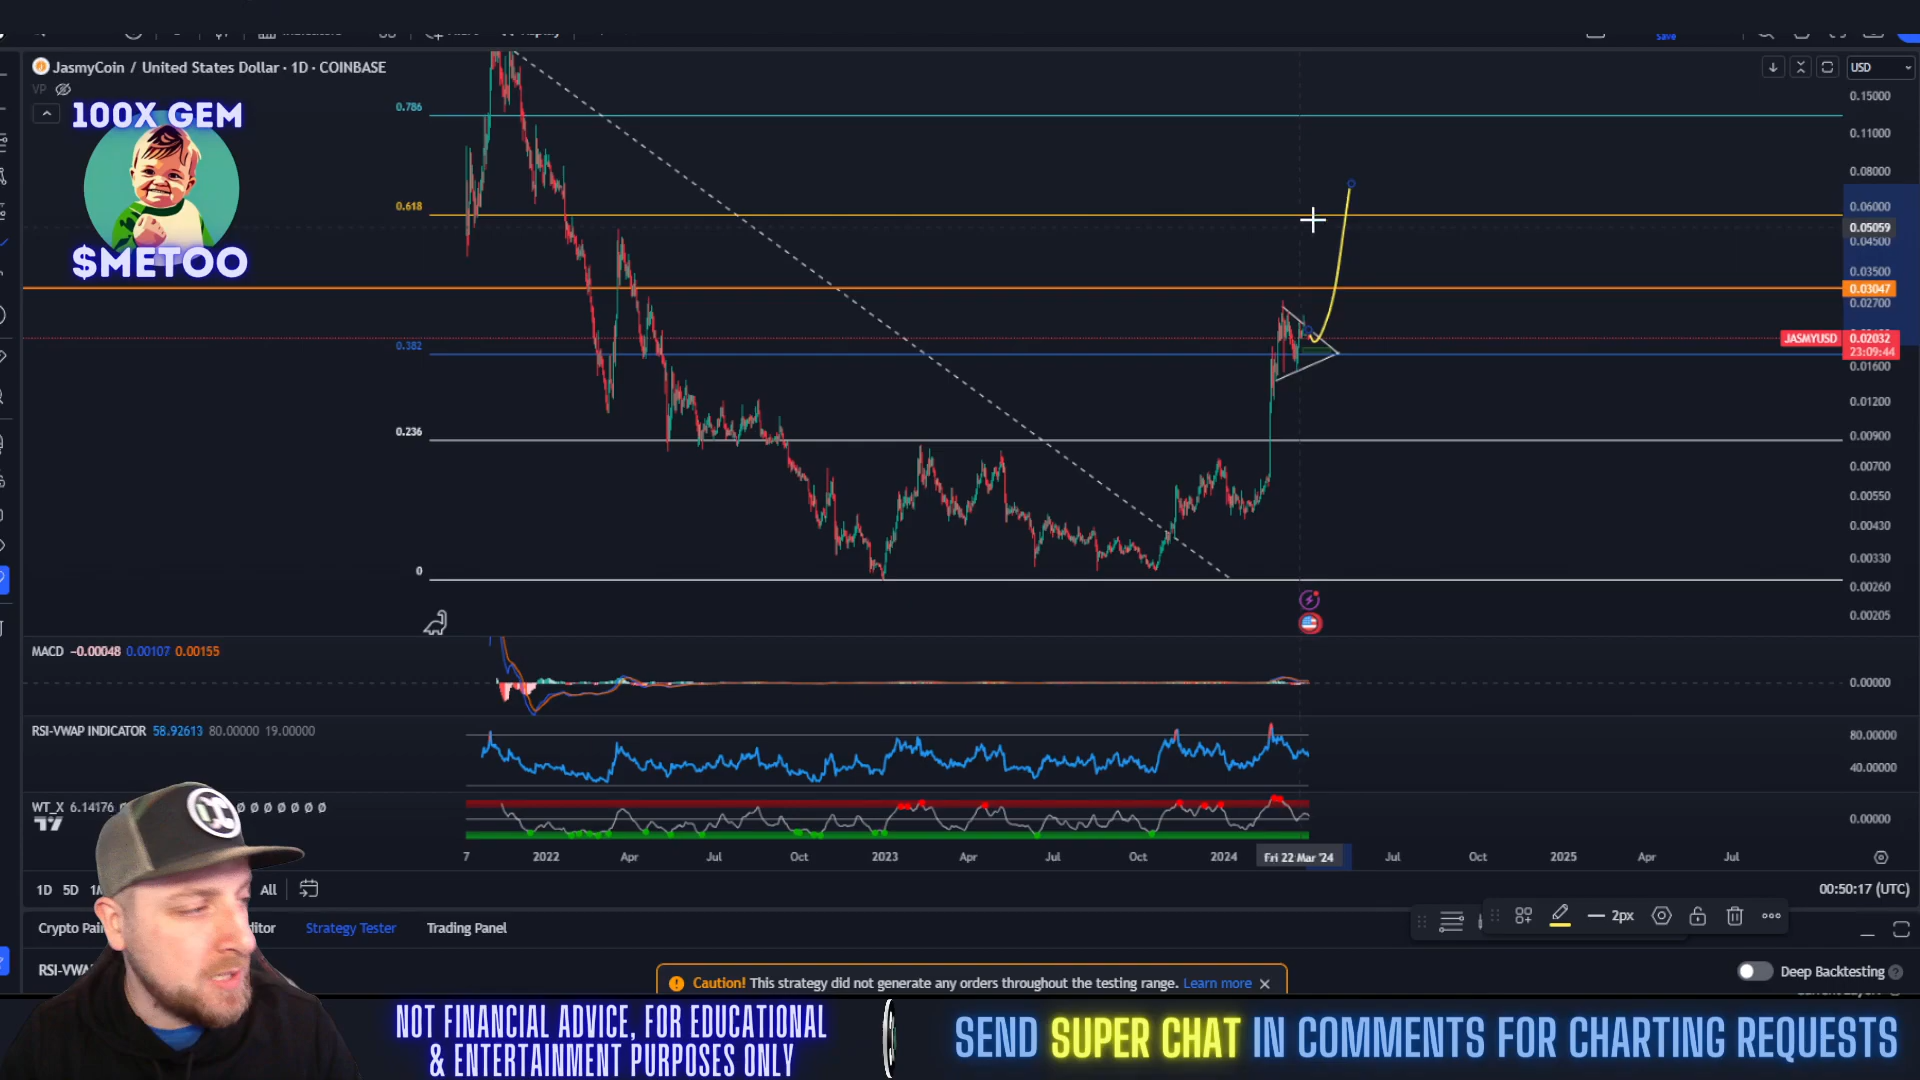 save
JasmyCoin / United States Dollar · 1D · COINBASE
USD
VP
100X GEM
$METOO
0.786
0.618
0.382
0.236
0
0.15000
0.11000
0.08000
0.06000
0.05059
0.04500
0.03500
0.03047
0.02700
JASMYUSD 0.02032
23:09:44
0.01600
0.01200
0.00900
0.00700
0.00550
0.00430
0.00330
0.00260
0.00205
MACD -0.00048 0.00107 0.00155
0.00000
RSI-VWAP INDICATOR 58.92613 80.00000 19.00000
80.00000
40.00000
WT_X 6.14176 Ø Ø Ø Ø Ø Ø Ø
0.00000
7 2022 Apr Jul Oct 2023 Apr Jul Oct 2024 Fri 22 Mar '24 Jul Oct 2025 Apr Jul
1D 5D All
00:50:17 (UTC)
2px
Strategy Tester Trading Panel
Deep Backtesting
Caution! This strategy did not generate any orders throughout the testing range. Learn more
NOT FINANCIAL ADVICE, FOR EDUCATIONAL
& ENTERTAINMENT PURPOSES ONLY
SEND SUPER CHAT IN COMMENTS FOR CHARTING REQUESTS